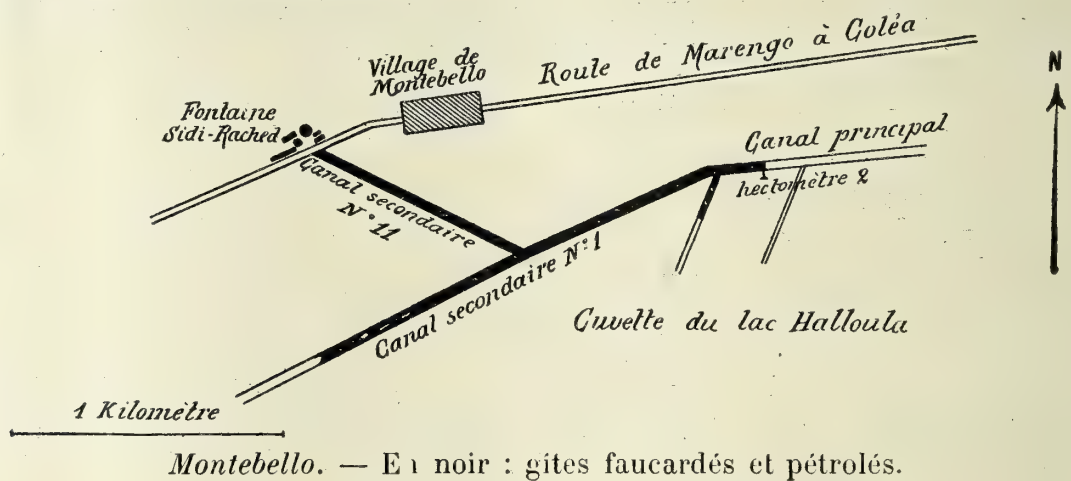 Village de
Montebello
Route de Marengo à Coléa
N
Fontaine
Sidi-Rached
Canal principal
hectomètre 2
Canal secondaire
N° 11
Canal secondaire N° 1
Cuvette du lac Halloula
1 Kilomètre
Montebello. — En noir : gîtes faucardés et pétrolés.